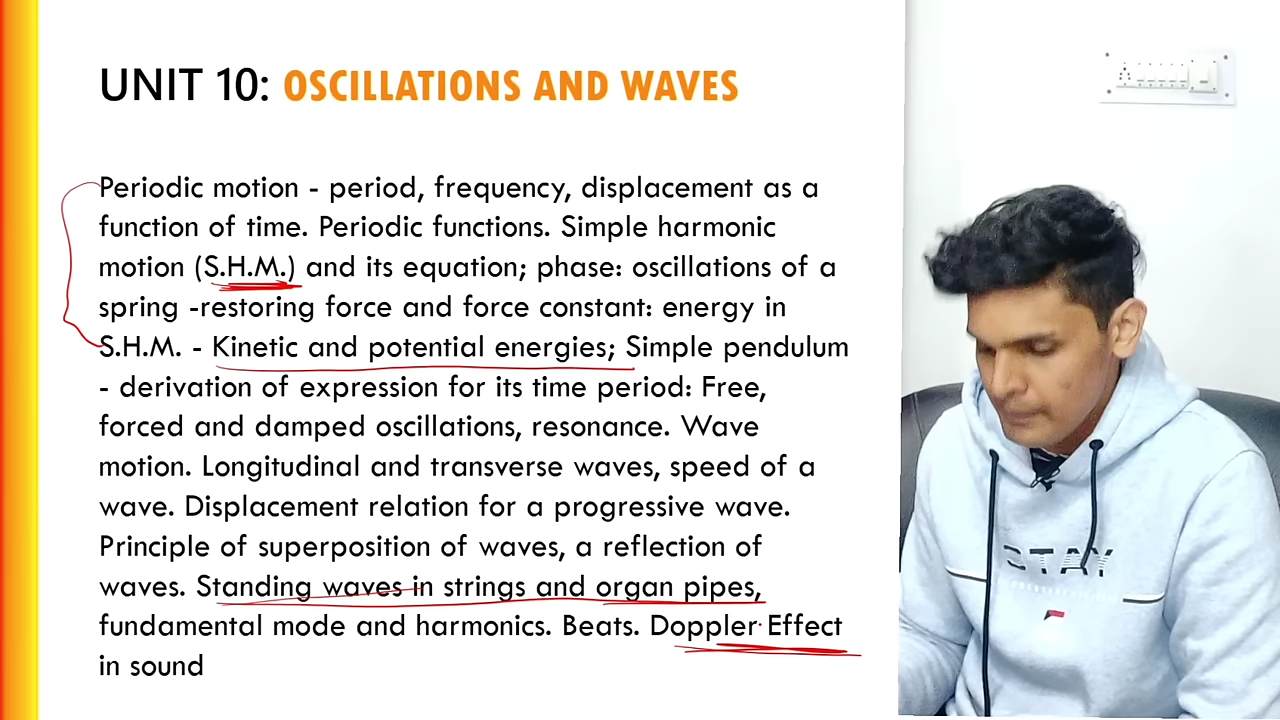 UNIT 10: OSCILLATIONS AND WAVES
Periodic motion - period, frequency, displacement as a
function of time. Periodic functions. Simple harmonic
motion (S.H.M.) and its equation; phase: oscillations of a
spring -restoring force and force constant: energy in
S.H.M. - Kinetic and potential energies; Simple pendulum
- derivation of expression for its time period: Free,
forced and damped oscillations, resonance. Wave
motion. Longitudinal and transverse waves, speed of a
wave. Displacement relation for a progressive wave.
Principle of superposition of waves, a reflection of
waves. Standing waves in strings and organ pipes,
fundamental mode and harmonics. Beats. Doppler Effect
in sound
STAY